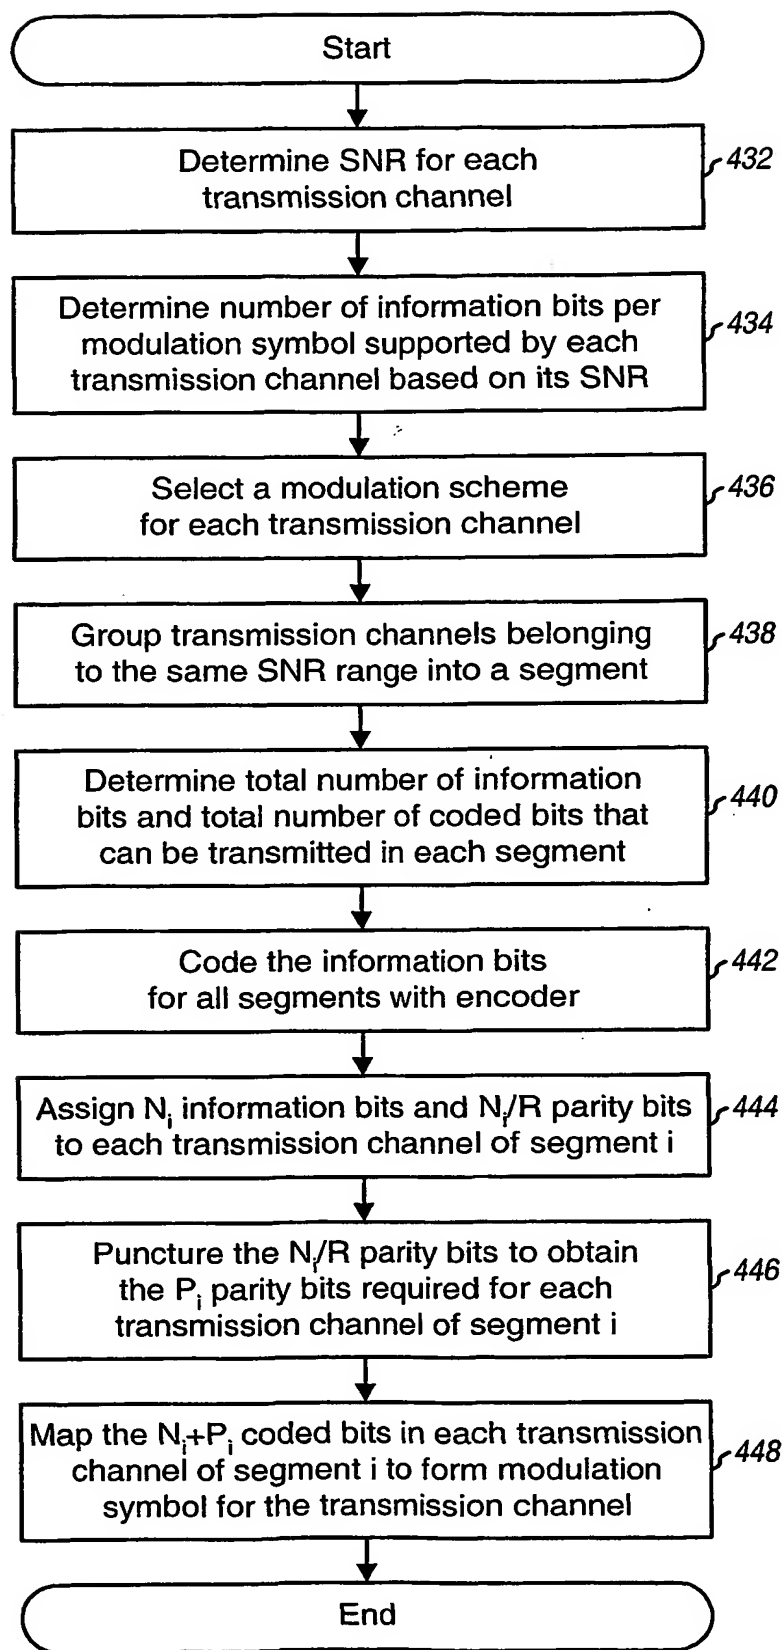 Start
Determine SNR for each
transmission channel
432
Determine number of information bits per
modulation symbol supported by each
transmission channel based on its SNR
434
Select a modulation scheme
for each transmission channel
436
Group transmission channels belonging
to the same SNR range into a segment
438
Determine total number of information
bits and total number of coded bits that
can be transmitted in each segment
440
Code the information bits
for all segments with encoder
442
Assign Nᵢ information bits and Nᵢ/R parity bits
to each transmission channel of segment i
444
Puncture the Nᵢ/R parity bits to obtain
the Pᵢ parity bits required for each
transmission channel of segment i
446
Map the Nᵢ+Pᵢ coded bits in each transmission
channel of segment i to form modulation
symbol for the transmission channel
448
End